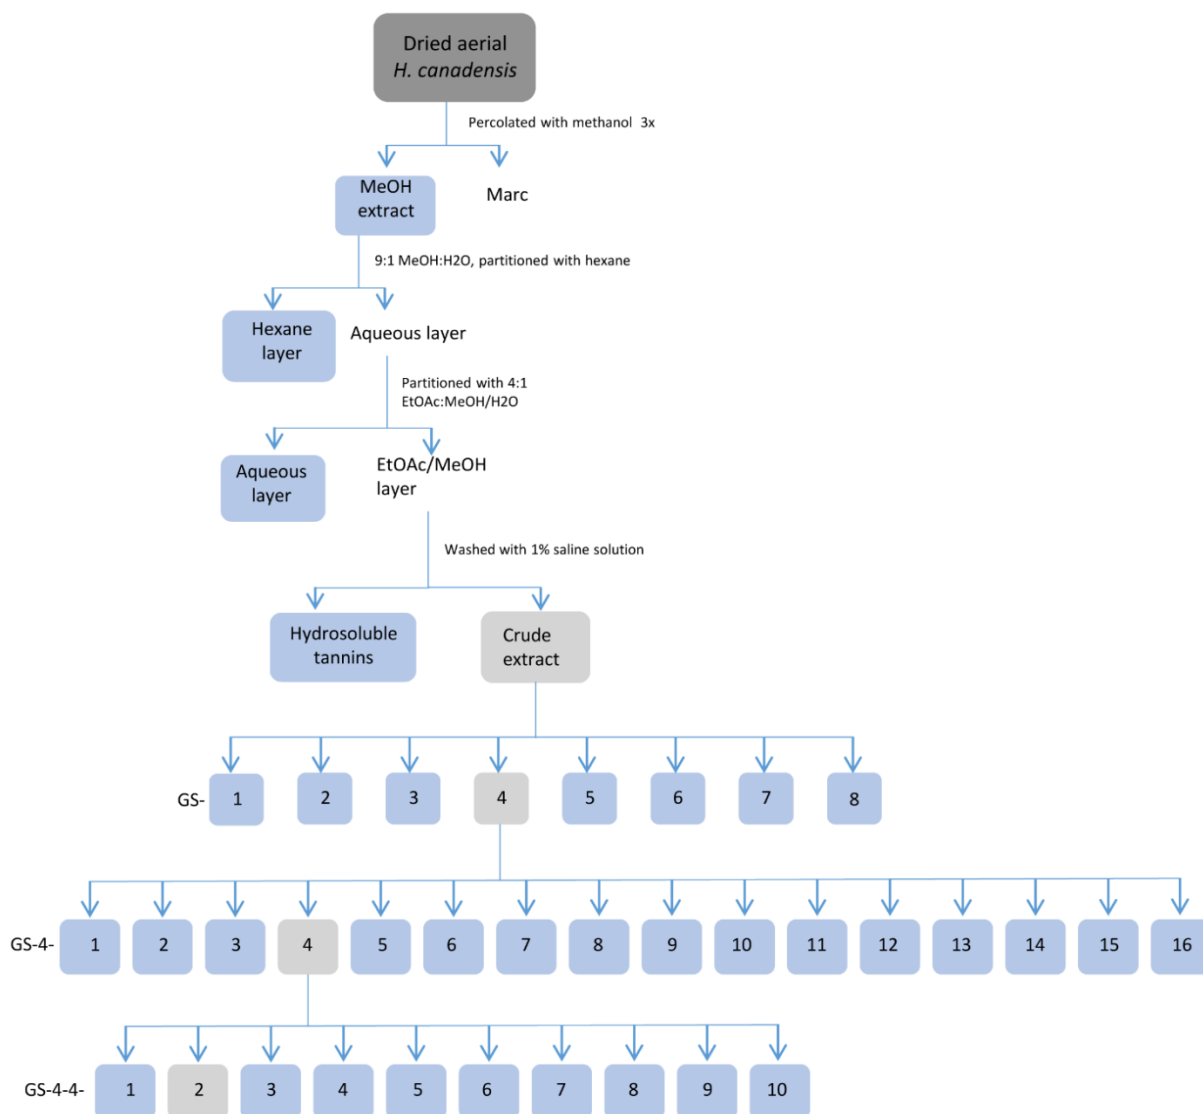 Dried aerial
H. canadensis
Percolated with methanol 3x
MeOH
extract
Marc
9:1 MeOH:H2O, partitioned with hexane
Hexane
layer
Aqueous layer
Partitioned with 4:1
EtOAc:MeOH/H2O
Aqueous
layer
EtOAc/MeOH
layer
Washed with 1% saline solution
Hydrosoluble
tannins
Crude
extract
GS- 1 2 3 4 5 6 7 8
GS-4- 1 2 3 4 5 6 7 8 9 10 11 12 13 14 15 16
GS-4-4- 1 2 3 4 5 6 7 8 9 10